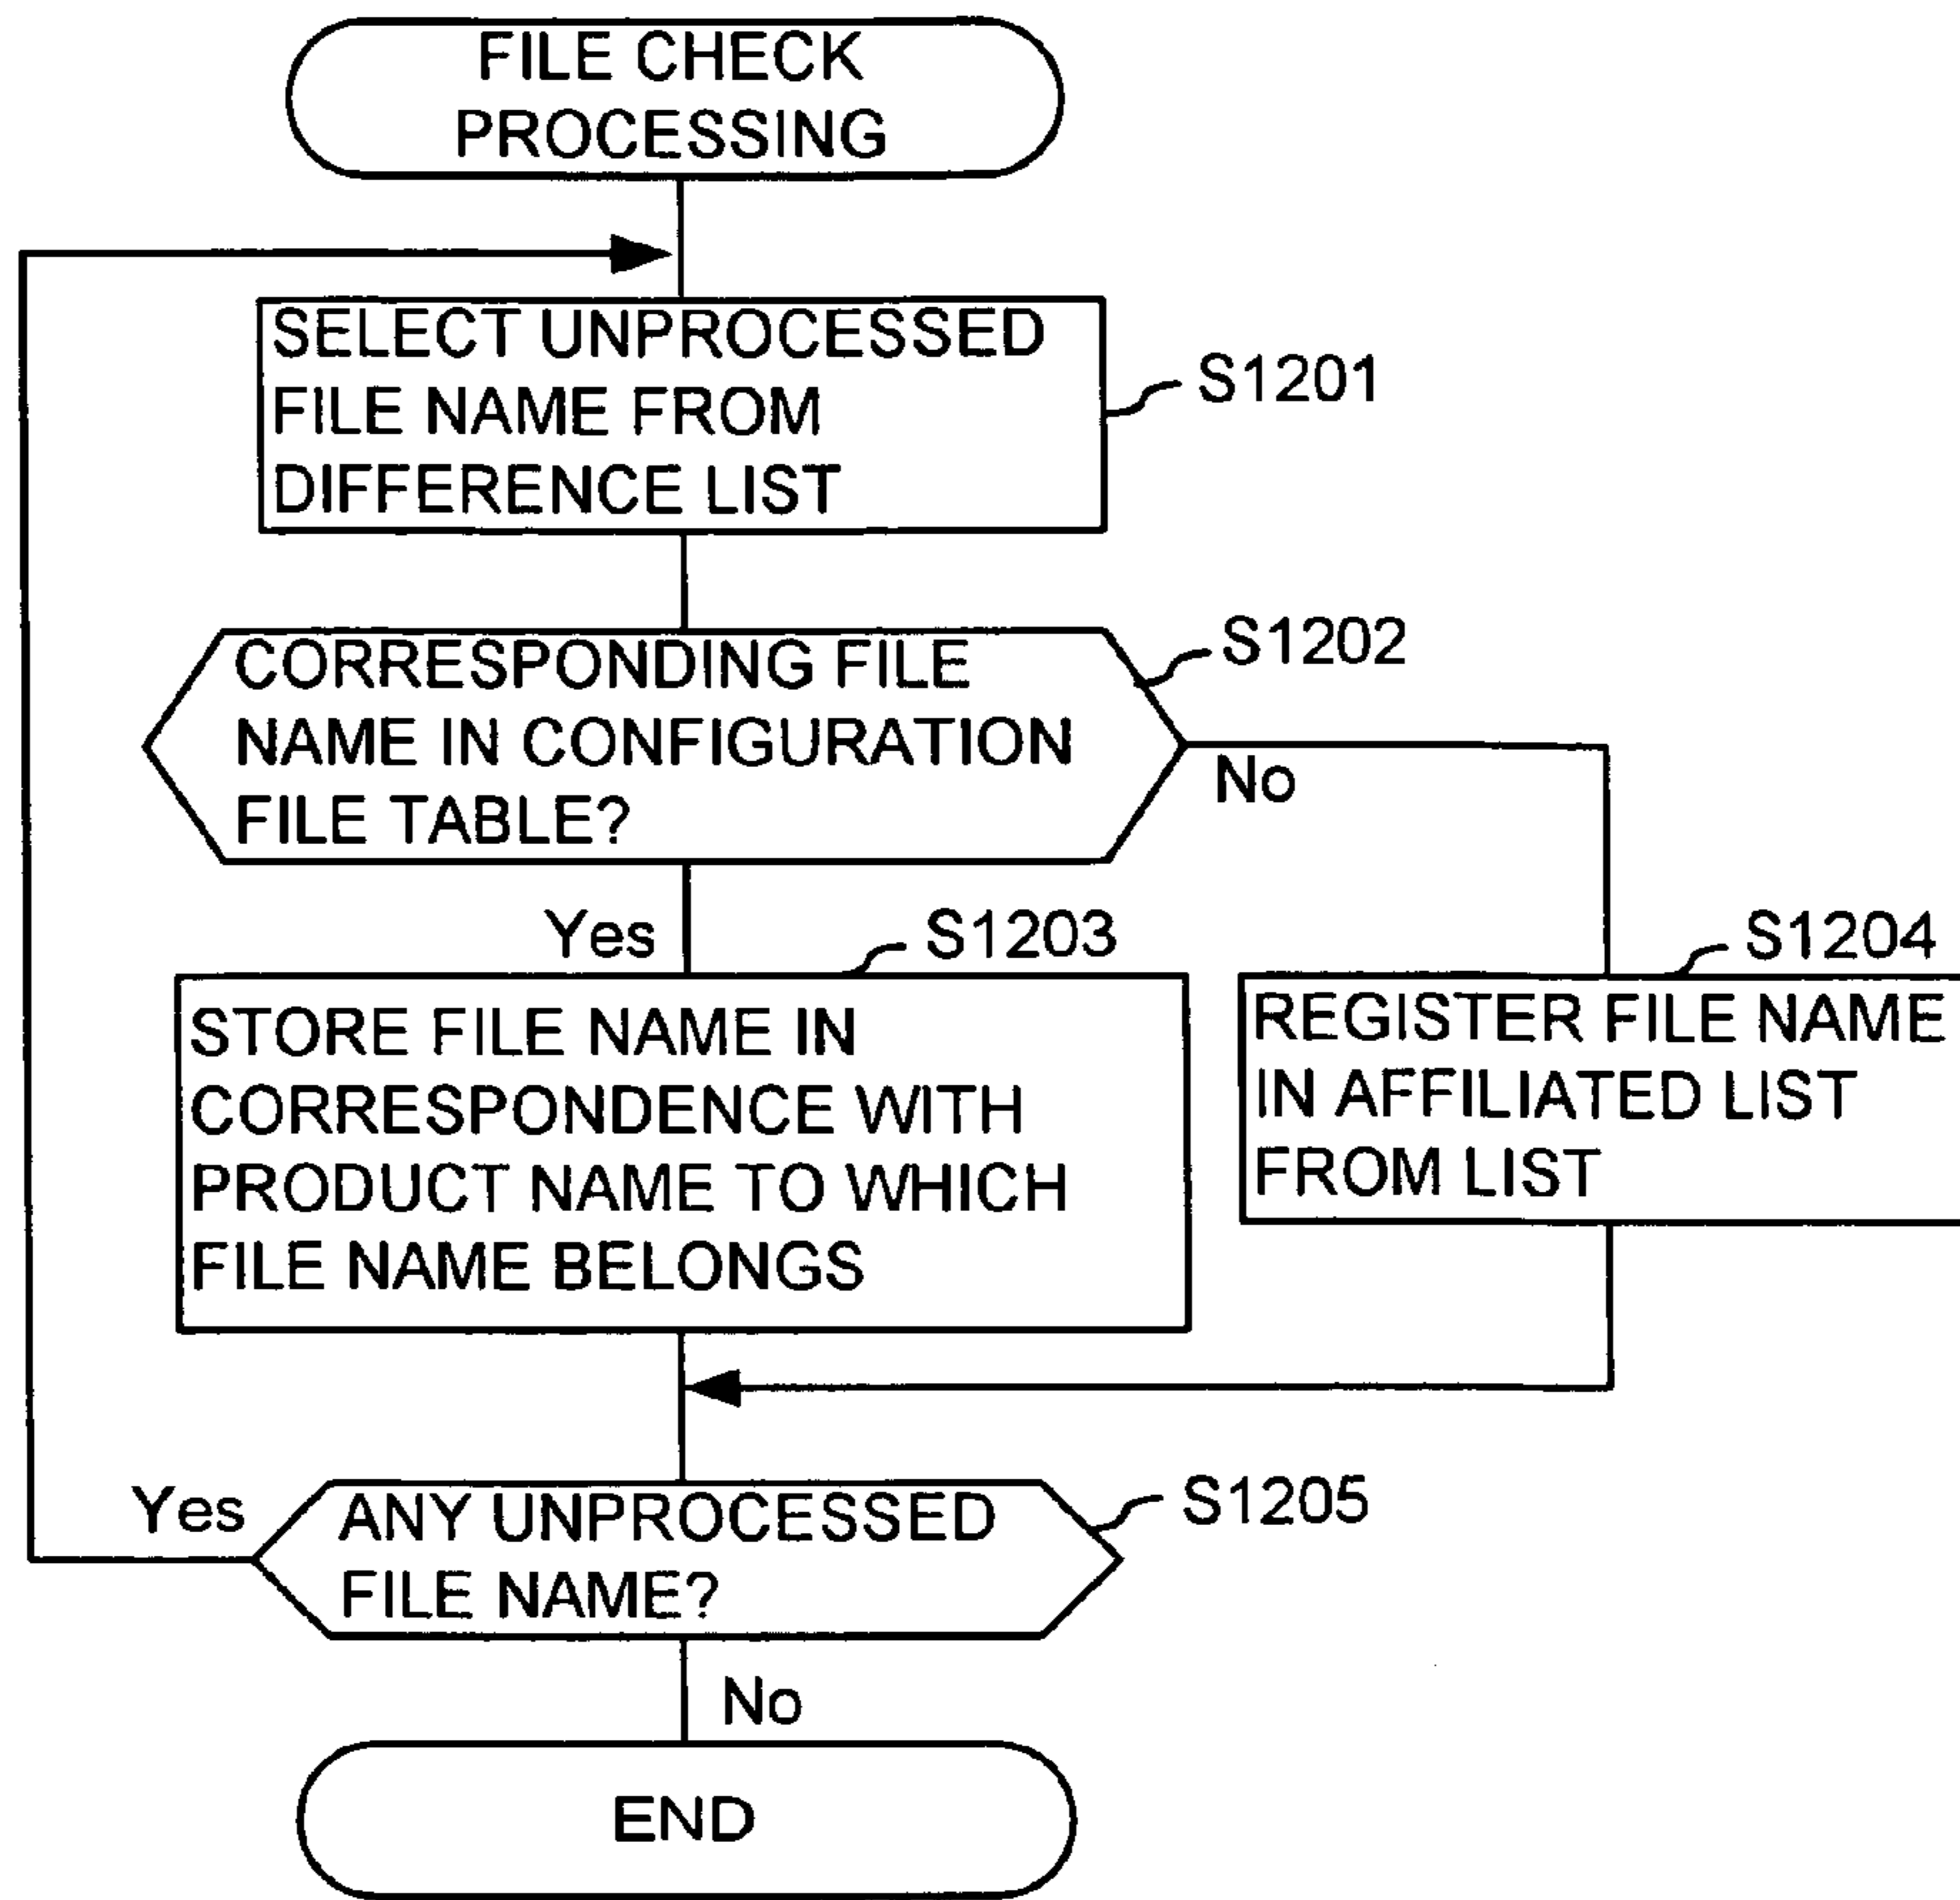 FILE CHECK
PROCESSING
SELECT UNPROCESSED
FILE NAME FROM
DIFFERENCE LIST
S1201
CORRESPONDING FILE
NAME IN CONFIGURATION
FILE TABLE?
S1202
No
Yes
S1203
STORE FILE NAME IN
CORRESPONDENCE WITH
PRODUCT NAME TO WHICH
FILE NAME BELONGS
S1204
REGISTER FILE NAME
IN AFFILIATED LIST
FROM LIST
Yes
ANY UNPROCESSED
FILE NAME?
S1205
No
END